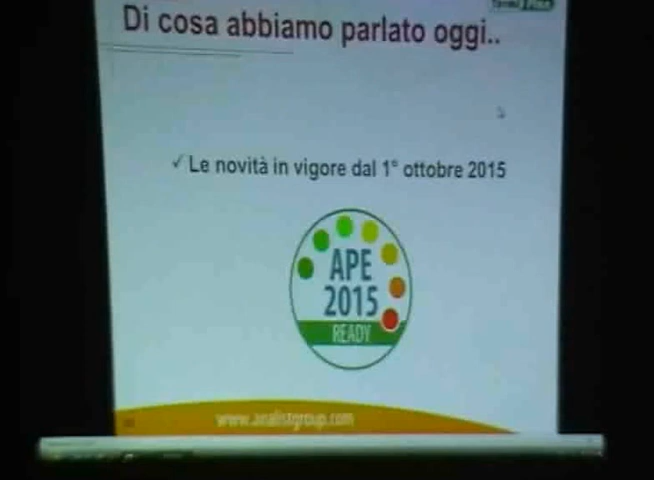 Di cosa abbiamo parlato oggi..
✓ Le novità in vigore dal 1° ottobre 2015
APE
2015
READY
www.analistgroup.com